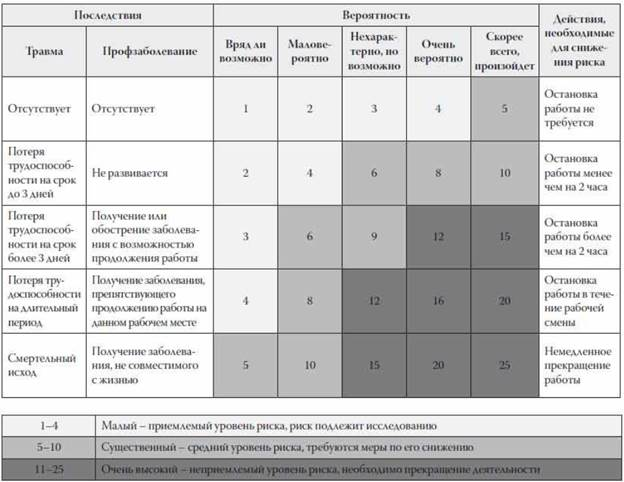 Последствия Вероятность Действия,
необходимые
для сниже-
ния риска
Травма Профзаболевание Вряд ли
возможно Малове-
роятно Нехарак-
терно, но
возможно Очень
вероятно Скорее
всего,
произойдет
Отсутствует Отсутствует 1 2 3 4 5 Остановка
работы не
требуется
Потеря
трудоспособ-
ности на срок
до 3 дней Не развивается 2 4 6 8 10 Остановка
работы менее
чем на 2 часа
Потеря
трудоспособ-
ности на срок
более 3 дней Получение или
обострение заболева-
ния с возможностью
продолжения работы 3 6 9 12 15 Остановка
работы более
чем на 2 часа
Потеря тру-
доспособности
на длительный
период Получение заболевания,
препятствующего
продолжению работы на
данном рабочем месте 4 8 12 16 20 Остановка
работы в тече-
ние рабочей
смены
Смертельный
исход Получение заболева-
ния, не совместимого
с жизнью 5 10 15 20 25 Немедленное
прекращение
работы
1–4 Малый – приемлемый уровень риска, риск подлежит исследованию
5–10 Существенный – средний уровень риска, требуются меры по его снижению
11–25 Очень высокий – неприемлемый уровень риска, необходимо прекращение деятельности